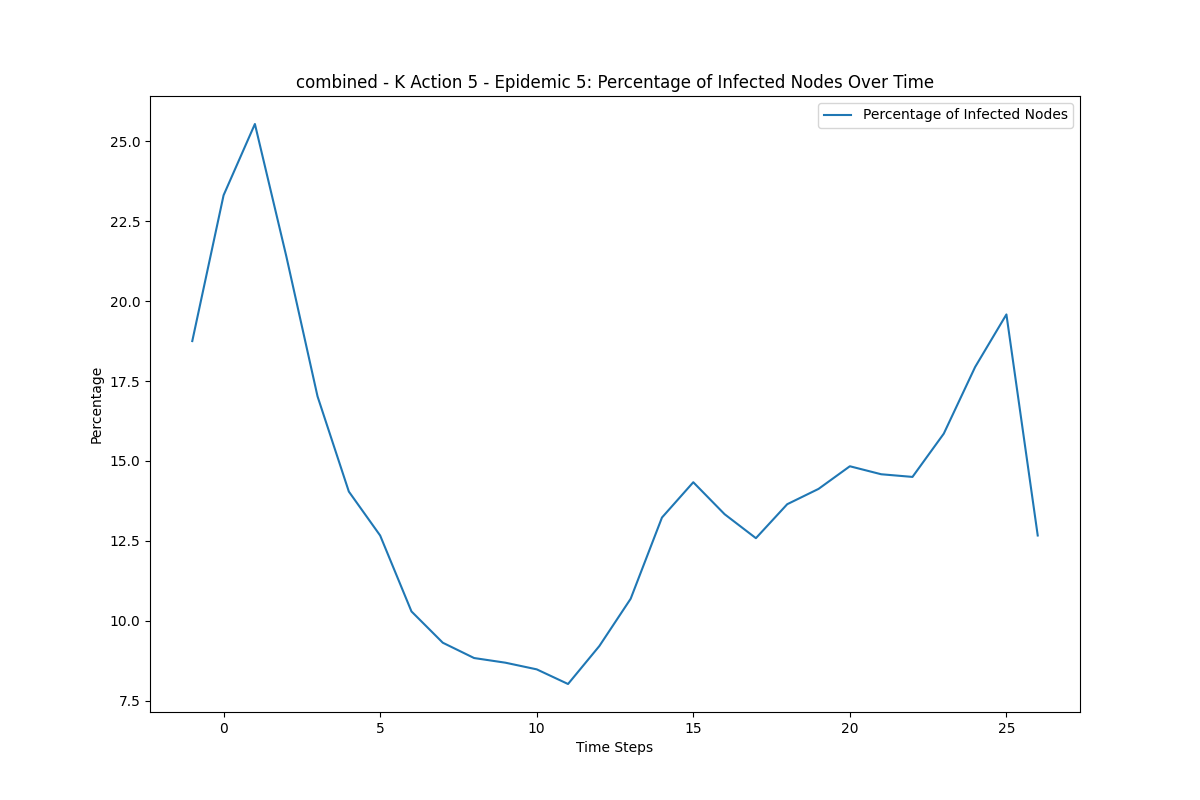 combined - K Action 5 - Epidemic 5: Percentage of Infected Nodes Over Time
Percentage of Infected Nodes
25.0
22.5
20.0
17.5
15.0
12.5
10.0
7.5
Percentage
0 5 10 15 20 25
Time Steps